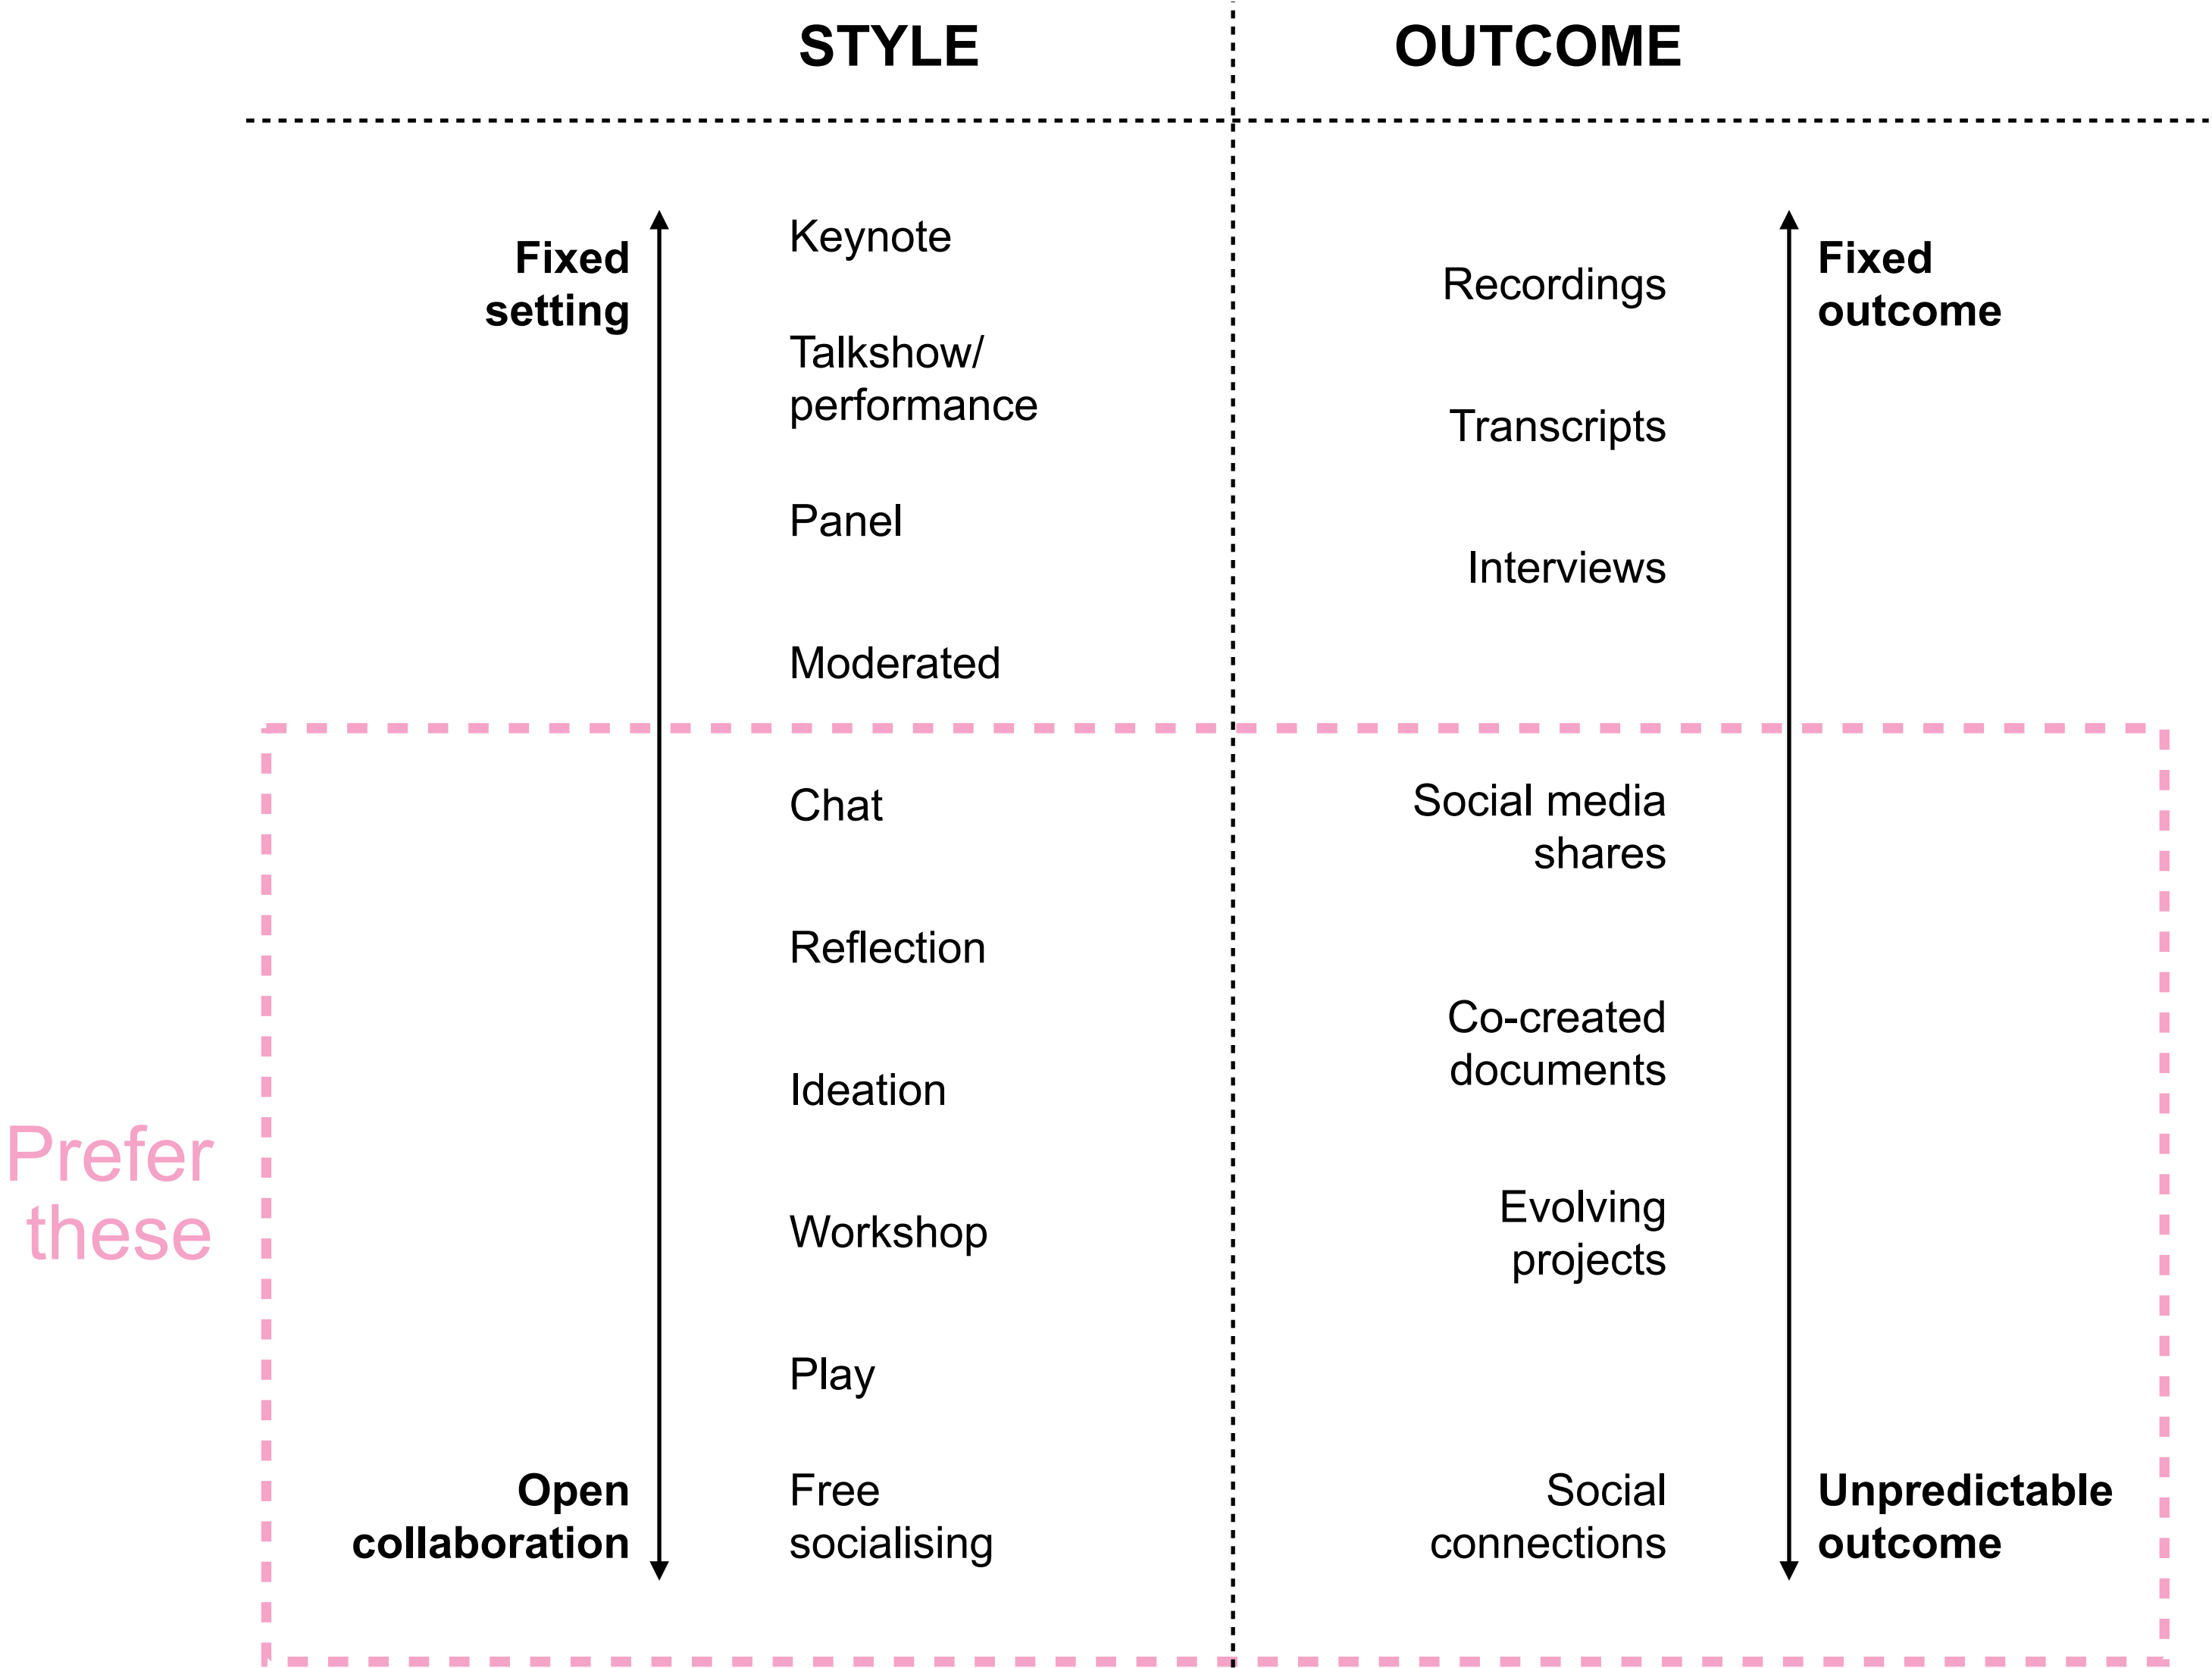 STYLE
OUTCOME
Fixed
setting
Keynote
Talkshow/
performance
Panel
Moderated
Recordings
Transcripts
Interviews
Fixed
outcome
Prefer
these
Chat
Reflection
Ideation
Workshop
Play
Open
collaboration
Free
socialising
Social media
shares
Co-created
documents
Evolving
projects
Social
connections
Unpredictable
outcome